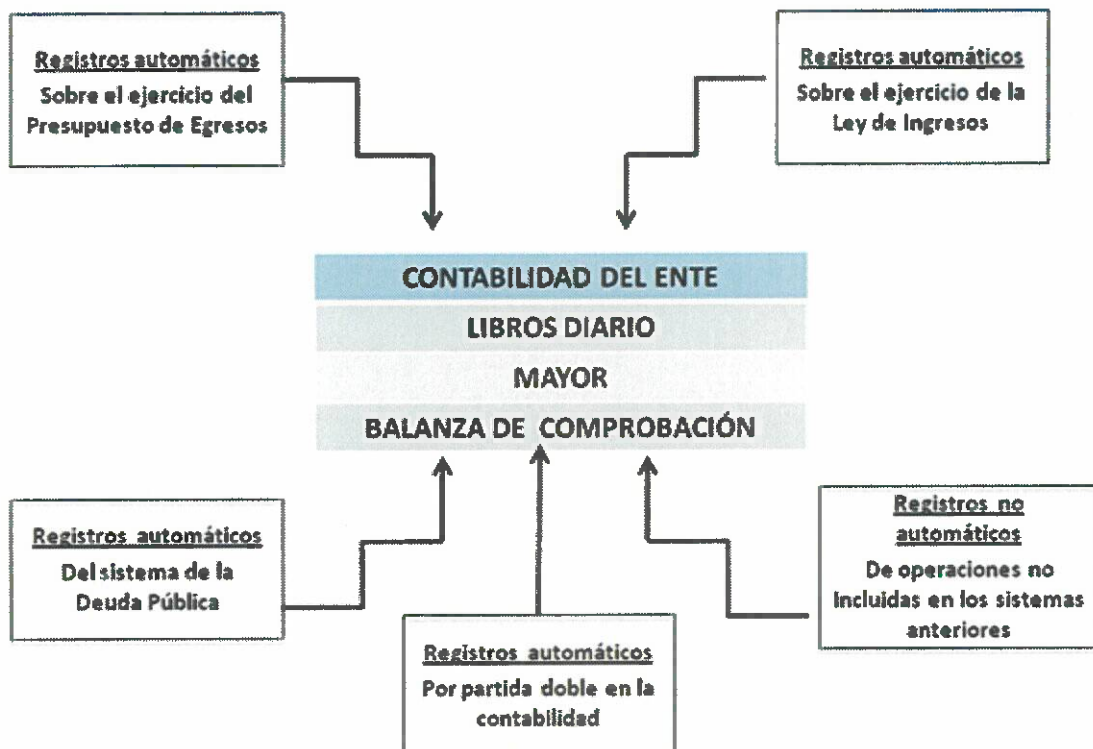 Registros automáticos
Sobre el ejercicio del
Presupuesto de Egresos
Registros automáticos
Sobre el ejercicio de la
Ley de Ingresos
CONTABILIDAD DEL ENTE
LIBROS DIARIO
MAYOR
BALANZA DE COMPROBACIÓN
Registros automáticos
Del sistema de la
Deuda Pública
Registros automáticos
Por partida doble en la
contabilidad
Registros no
automáticos
De operaciones no
Incluidas en los sistemas
anteriores